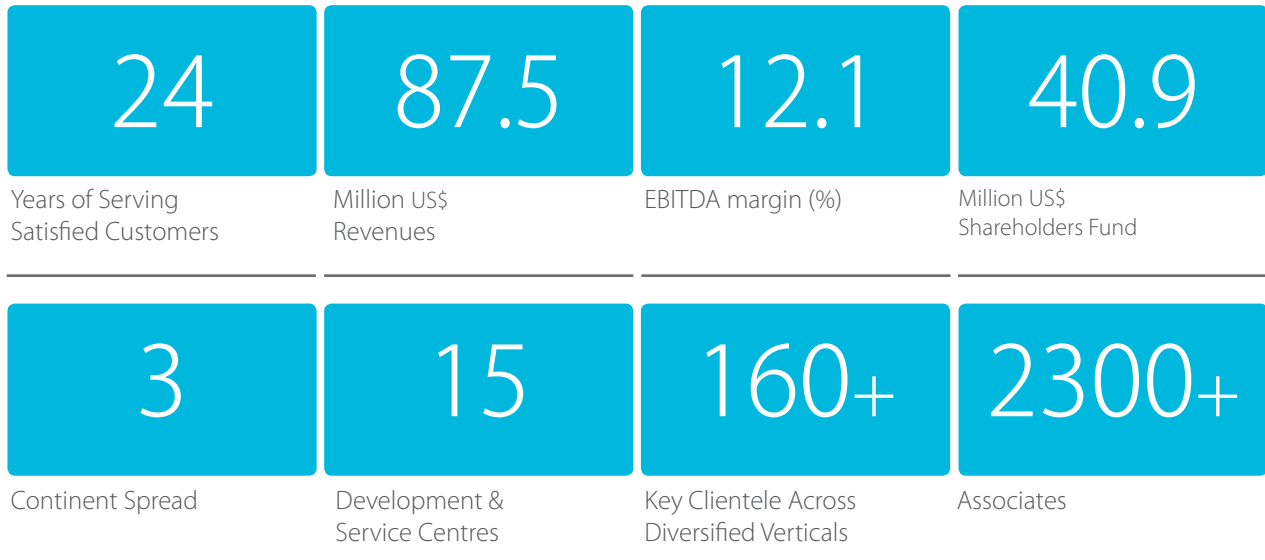 24
Years of Serving
Satisfied Customers
87.5
Million US$
Revenues
12.1
EBITDA margin (%)
40.9
Million US$
Shareholders Fund
3
Continent Spread
15
Development &
Service Centres
160+
Key Clientele Across
Diversified Verticals
2300+
Associates